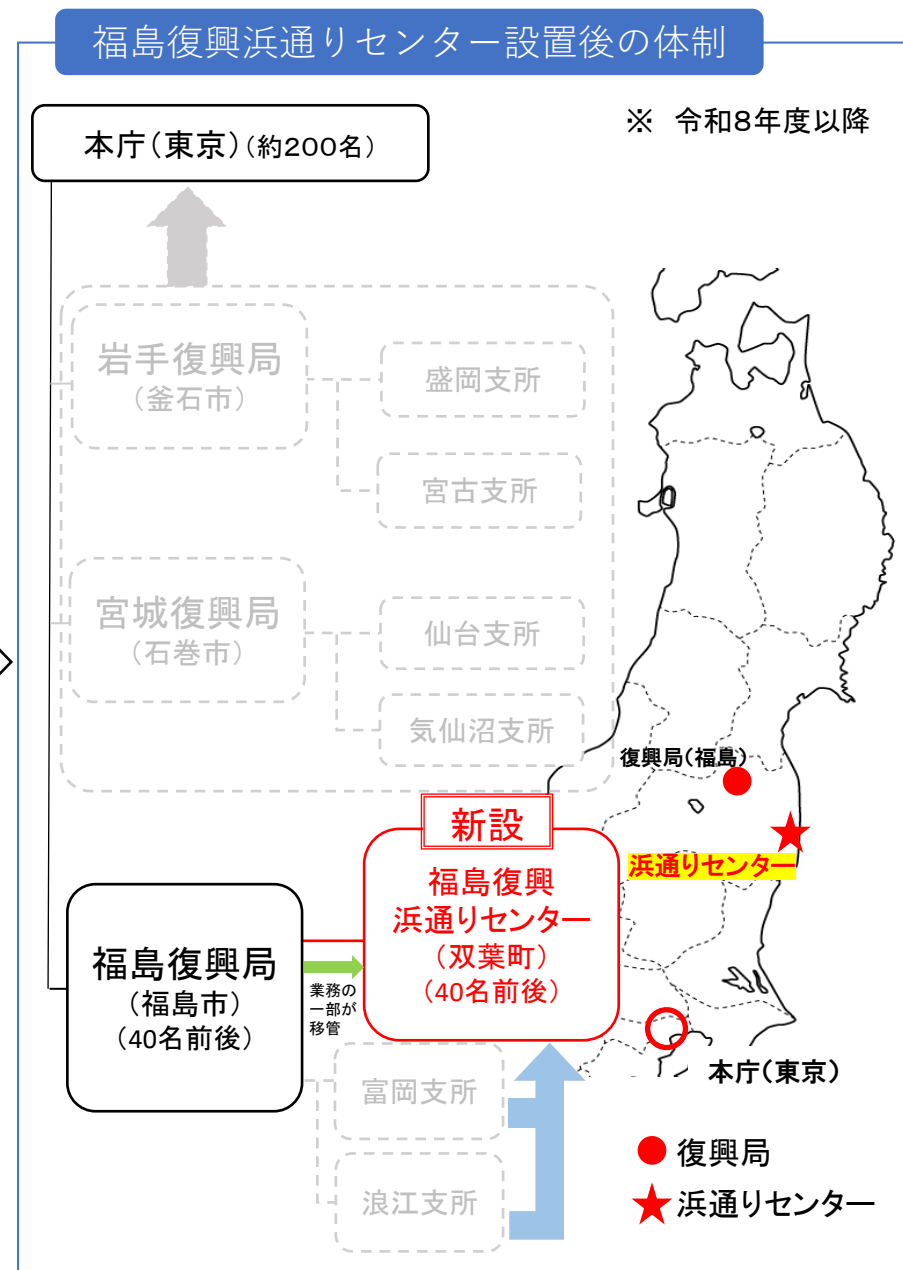 福島復興浜通りセンター設置後の体制
※ 令和8年度以降
本庁(東京)(約200名)
岩手復興局
(釜石市)
盛岡支所
宮古支所
宮城復興局
(石巻市)
仙台支所
気仙沼支所
新設
福島復興
浜通りセンター
(双葉町)
(40名前後)
福島復興局
(福島市)
(40名前後)
業務の
一部が
移管
富岡支所
浪江支所
復興局(福島)
浜通りセンター
本庁(東京)
復興局
浜通りセンター